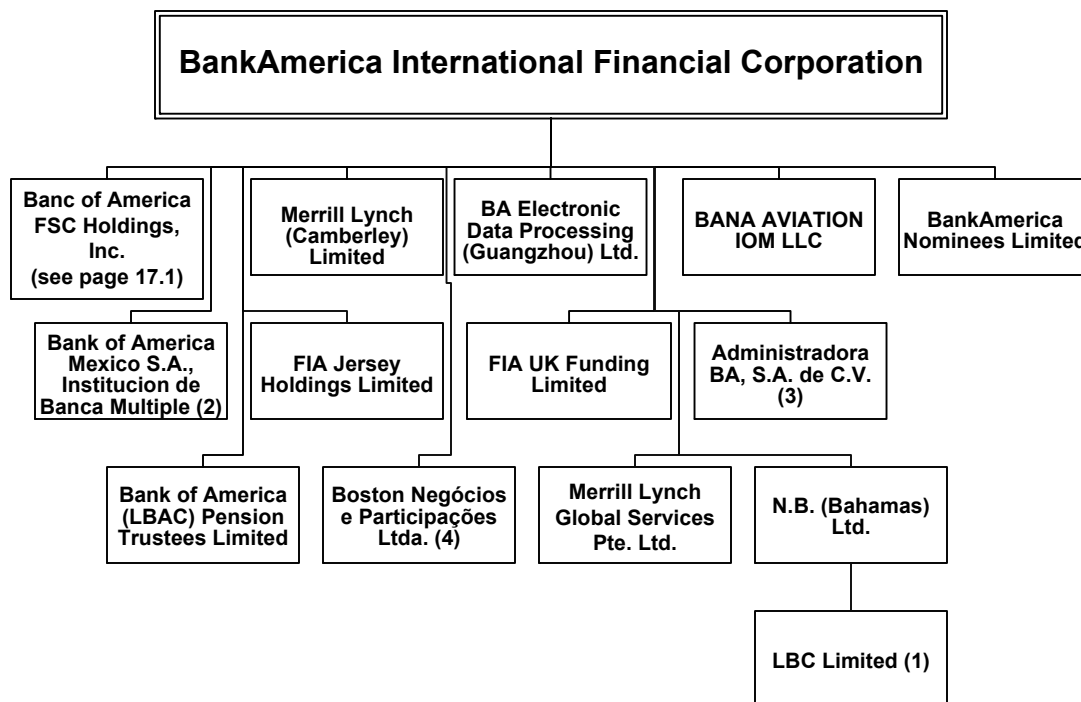 BankAmerica International Financial Corporation
Banc of America
FSC Holdings,
Inc.
(see page 17.1)
Merrill Lynch
(Camberley)
Limited
BA Electronic
Data Processing
(Guangzhou) Ltd.
BANA AVIATION
IOM LLC
BankAmerica
Nominees Limited
Bank of America
Mexico S.A.,
Institucion de
Banca Multiple (2)
FIA Jersey
Holdings Limited
FIA UK Funding
Limited
Administradora
BA, S.A. de C.V.
(3)
Bank of America
(LBAC) Pension
Trustees Limited
Boston Negócios
e Participações
Ltda. (4)
Merrill Lynch
Global Services
Pte. Ltd.
N.B. (Bahamas)
Ltd.
LBC Limited (1)